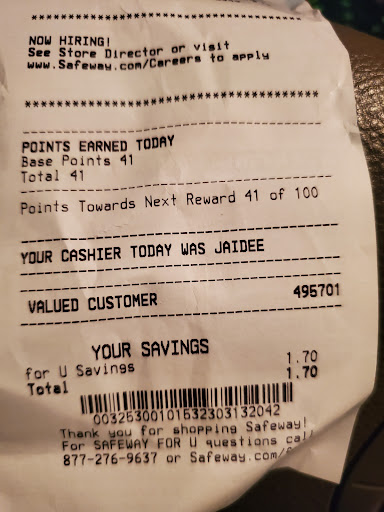 ****************************************
NOW HIRING!
See Store Director or visit
www.Safeway.com/Careers to apply
****************************************
POINTS EARNED TODAY
Base Points 41
Total 41
Points Towards Next Reward 41 of 100
YOUR CASHIER TODAY WAS JAIDEE
VALUED CUSTOMER 495701
YOUR SAVINGS
for U Savings 1.70
Total 1.70
00325300101532303132042
Thank you for shopping Safeway!
For SAFEWAY FOR U questions call
877-276-9637 or Safeway.com/